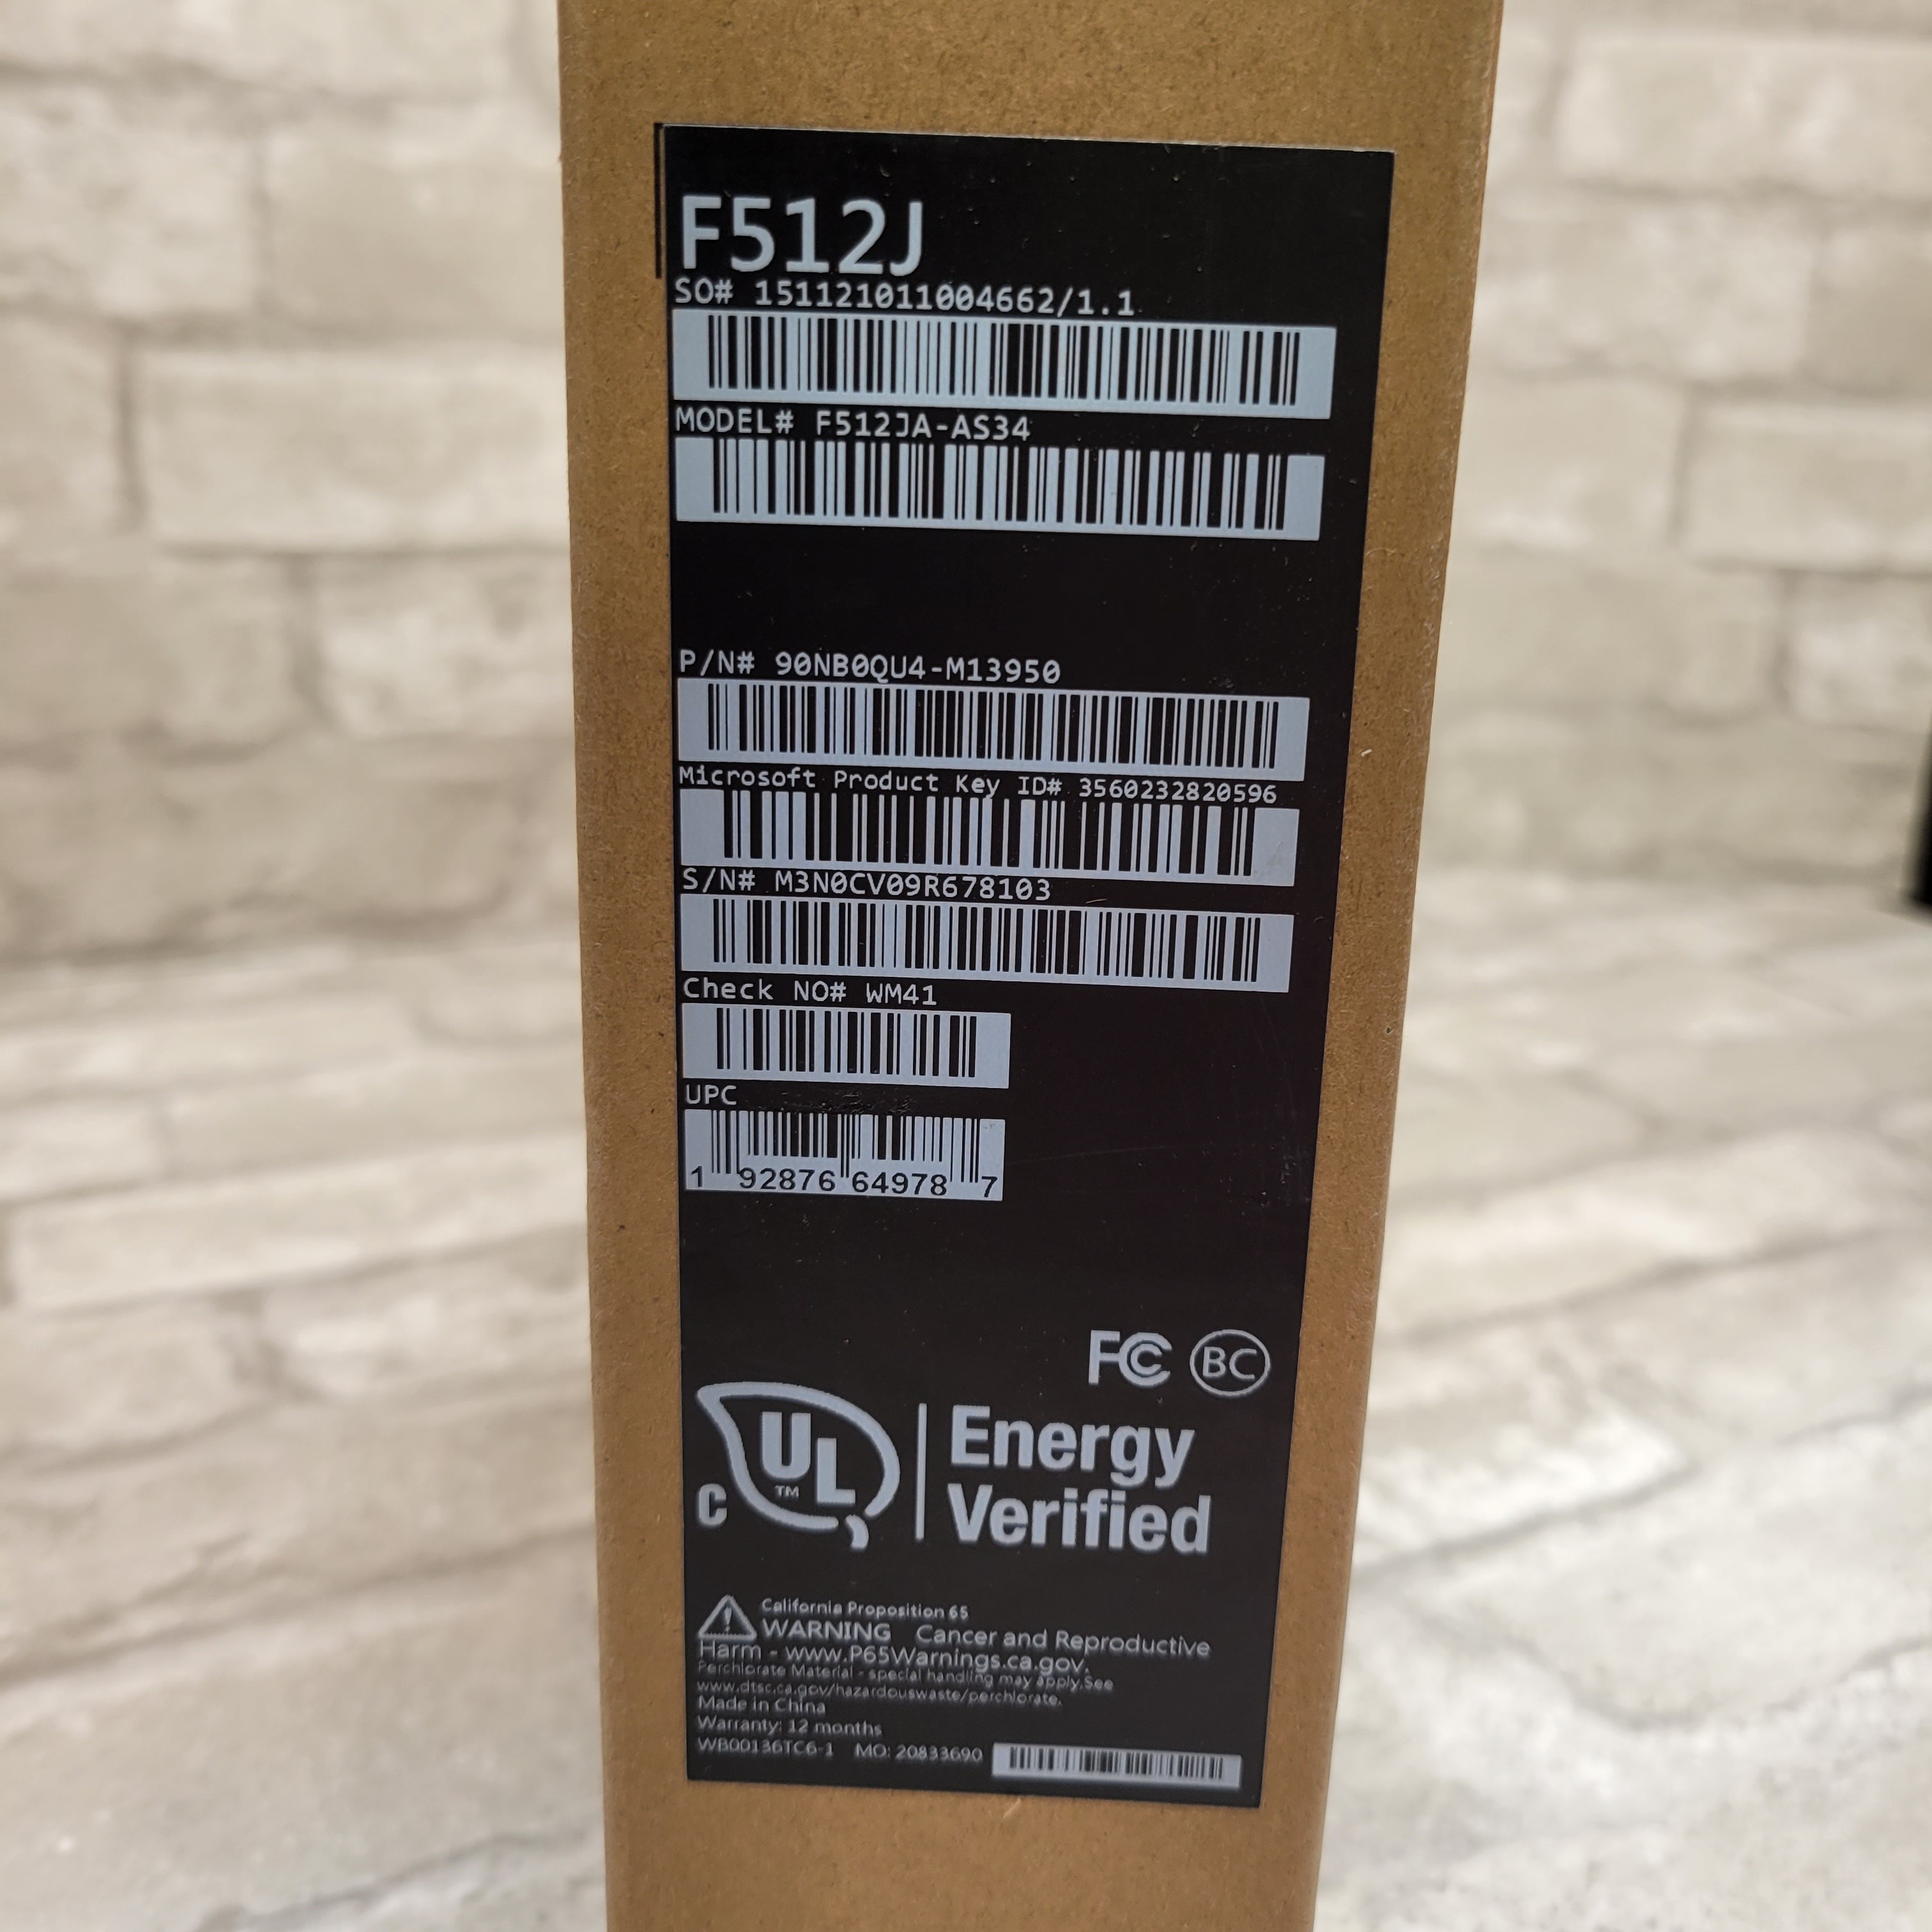 F512J
SO# 151121011004662/1.1
MODEL# F512JA-AS34
P/N# 90NB0QU4-M13950
Microsoft Product Key ID# 3560232820596
S/N# M3N0CV09R678103
Check NO# WM41
UPC
1 92876 64978 7
FC BC
C UL TM Energy
Verified
California Proposition 65
WARNING Cancer and Reproductive
Harm - www.P65Warnings.ca.gov.
Perchlorate Material - special handling may apply.See
www.dtsc.ca.gov/hazardouswaste/perchlorate.
Made in China
Warranty: 12 months
WB00136TC6-1 MO: 20833690